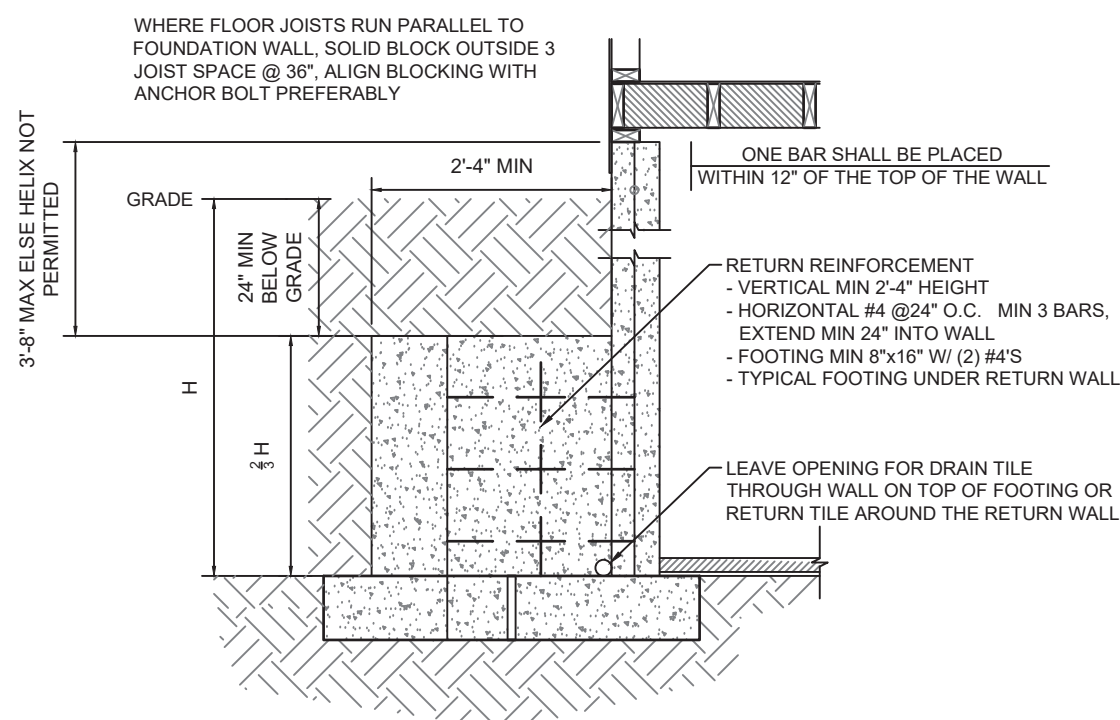 WHERE FLOOR JOISTS RUN PARALLEL TO
FOUNDATION WALL, SOLID BLOCK OUTSIDE 3
JOIST SPACE @ 36", ALIGN BLOCKING WITH
ANCHOR BOLT PREFERABLY
3'-8" MAX ELSE HELIX NOT
PERMITTED
2'-4" MIN
ONE BAR SHALL BE PLACED
WITHIN 12" OF THE TOP OF THE WALL
GRADE
24" MIN
BELOW
GRADE
RETURN REINFORCEMENT
- VERTICAL MIN 2'-4" HEIGHT
- HORIZONTAL #4 @24" O.C. MIN 3 BARS,
EXTEND MIN 24" INTO WALL
- FOOTING MIN 8"x16" W/ (2) #4'S
- TYPICAL FOOTING UNDER RETURN WALL
H
2/3 H
LEAVE OPENING FOR DRAIN TILE
THROUGH WALL ON TOP OF FOOTING OR
RETURN TILE AROUND THE RETURN WALL